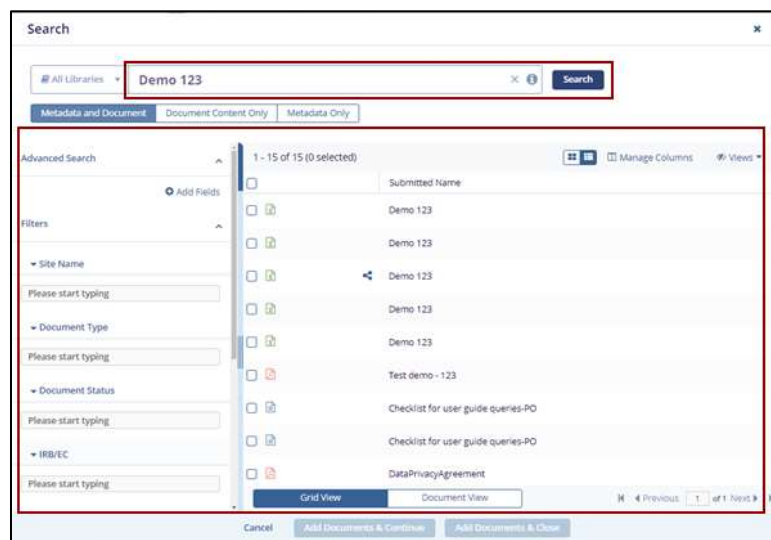 Search
All Libraries
Demo 123
Search
Metadata and Document
Document Content Only
Metadata Only
Advanced Search
Add Fields
Filters
Site Name
Please start typing
Document Type
Please start typing
Document Status
Please start typing
IRB/EC
Please start typing
1 - 15 of 15 (0 selected)
Manage Columns
Views
Submitted Name
Demo 123
Demo 123
Demo 123
Demo 123
Demo 123
Test demo - 123
Checklist for user guide queries-PO
Checklist for user guide queries-PO
DataPrivacyAgreement
Grid View
Document View
Previous 1 of 1 Next
Cancel
Add Documents & Continue
Add Documents & Close